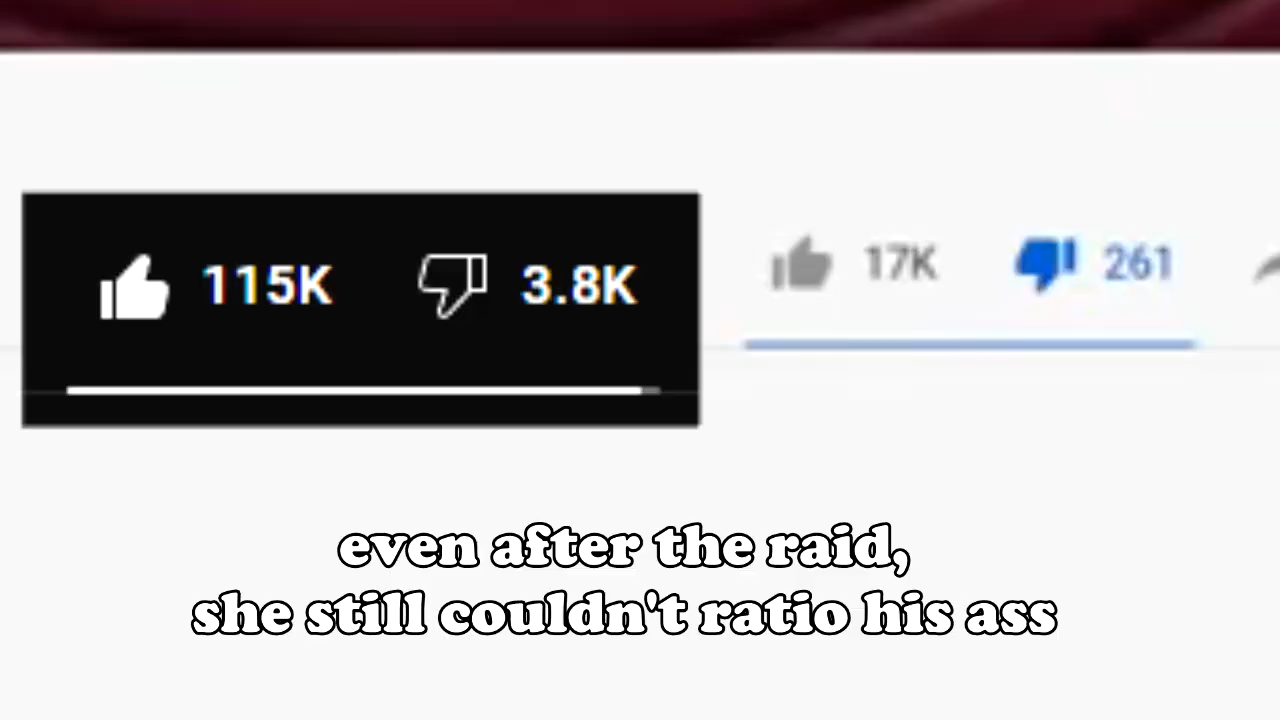 115K 3.8K
17K 261
even after the raid,
she still couldn't ratio his ass